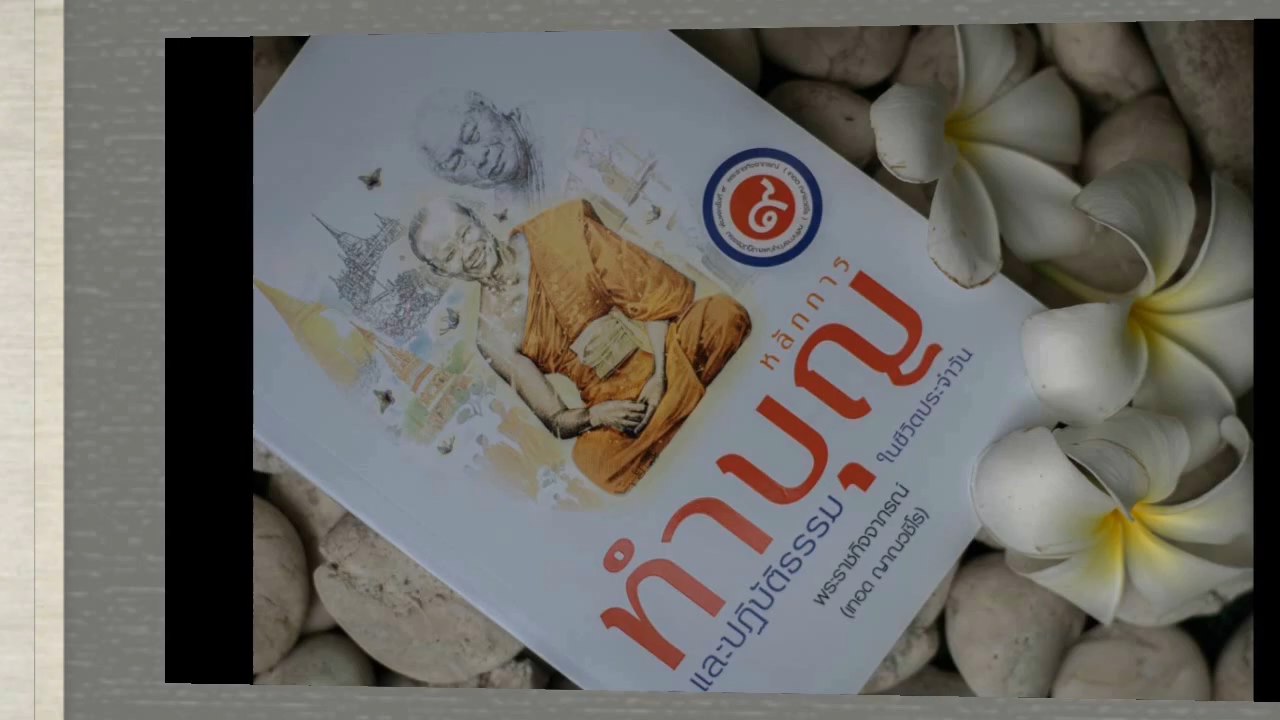 ๙
หลักการ
ทำบุญ
และปฏิบัติธรรม ในชีวิตประจำวัน
พระราชกิจจาภรณ์
(เทอด ญาณวชิโร)